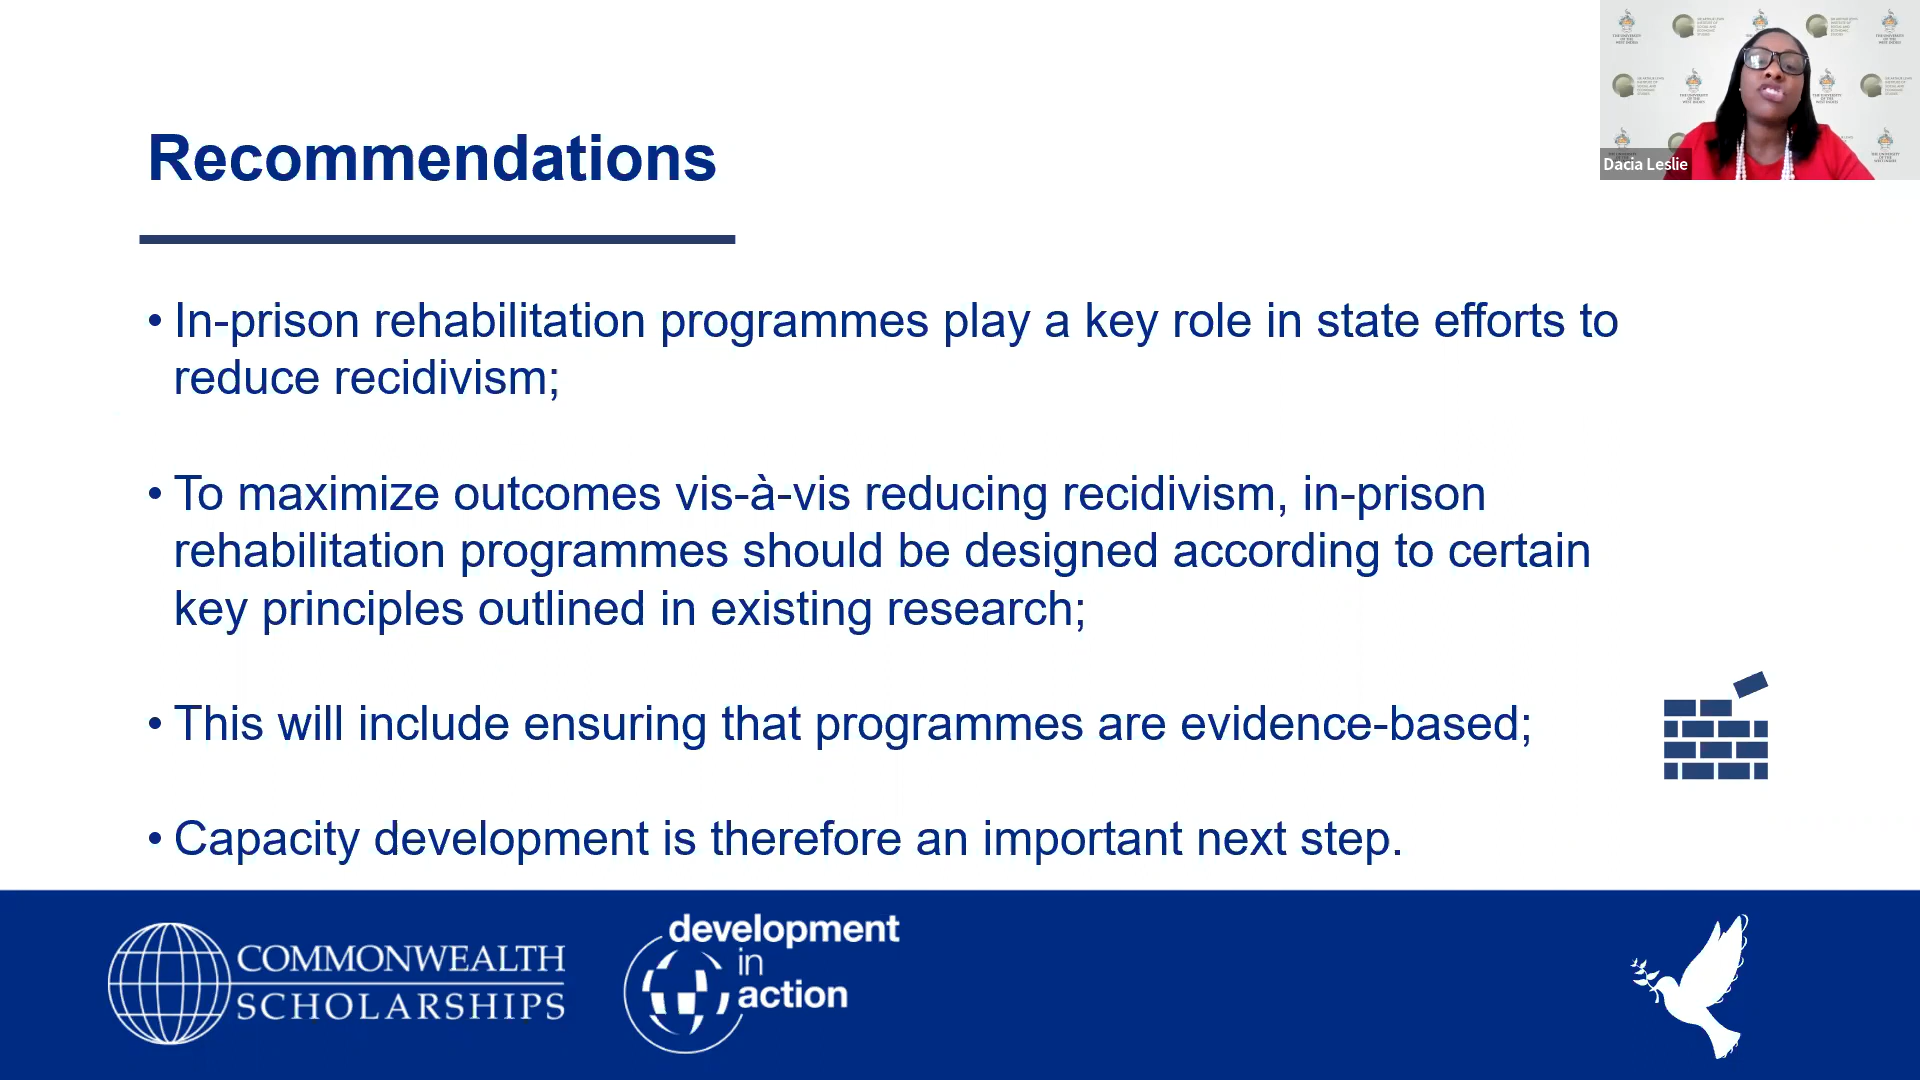 Recommendations
• In-prison rehabilitation programmes play a key role in state efforts to
reduce recidivism;
• To maximize outcomes vis-à-vis reducing recidivism, in-prison
rehabilitation programmes should be designed according to certain
key principles outlined in existing research;
• This will include ensuring that programmes are evidence-based;
• Capacity development is therefore an important next step.
Dacia Leslie
COMMONWEALTH
SCHOLARSHIPS
development
in
action